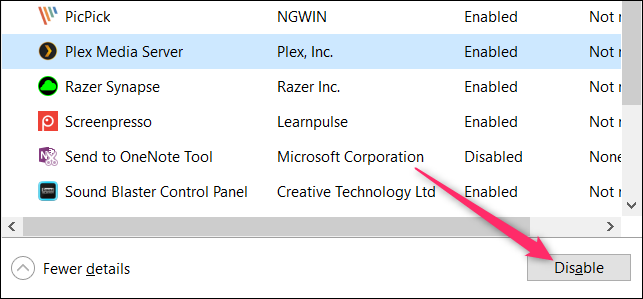 PicPick NGWIN Enabled Not
Plex Media Server Plex, Inc. Enabled Not
Razer Synapse Razer Inc. Enabled Not
Screenpresso Learnpulse Enabled Not
Send to OneNote Tool Microsoft Corporation Disabled None
Sound Blaster Control Panel Creative Technology Ltd Enabled Not
Fewer details Disable